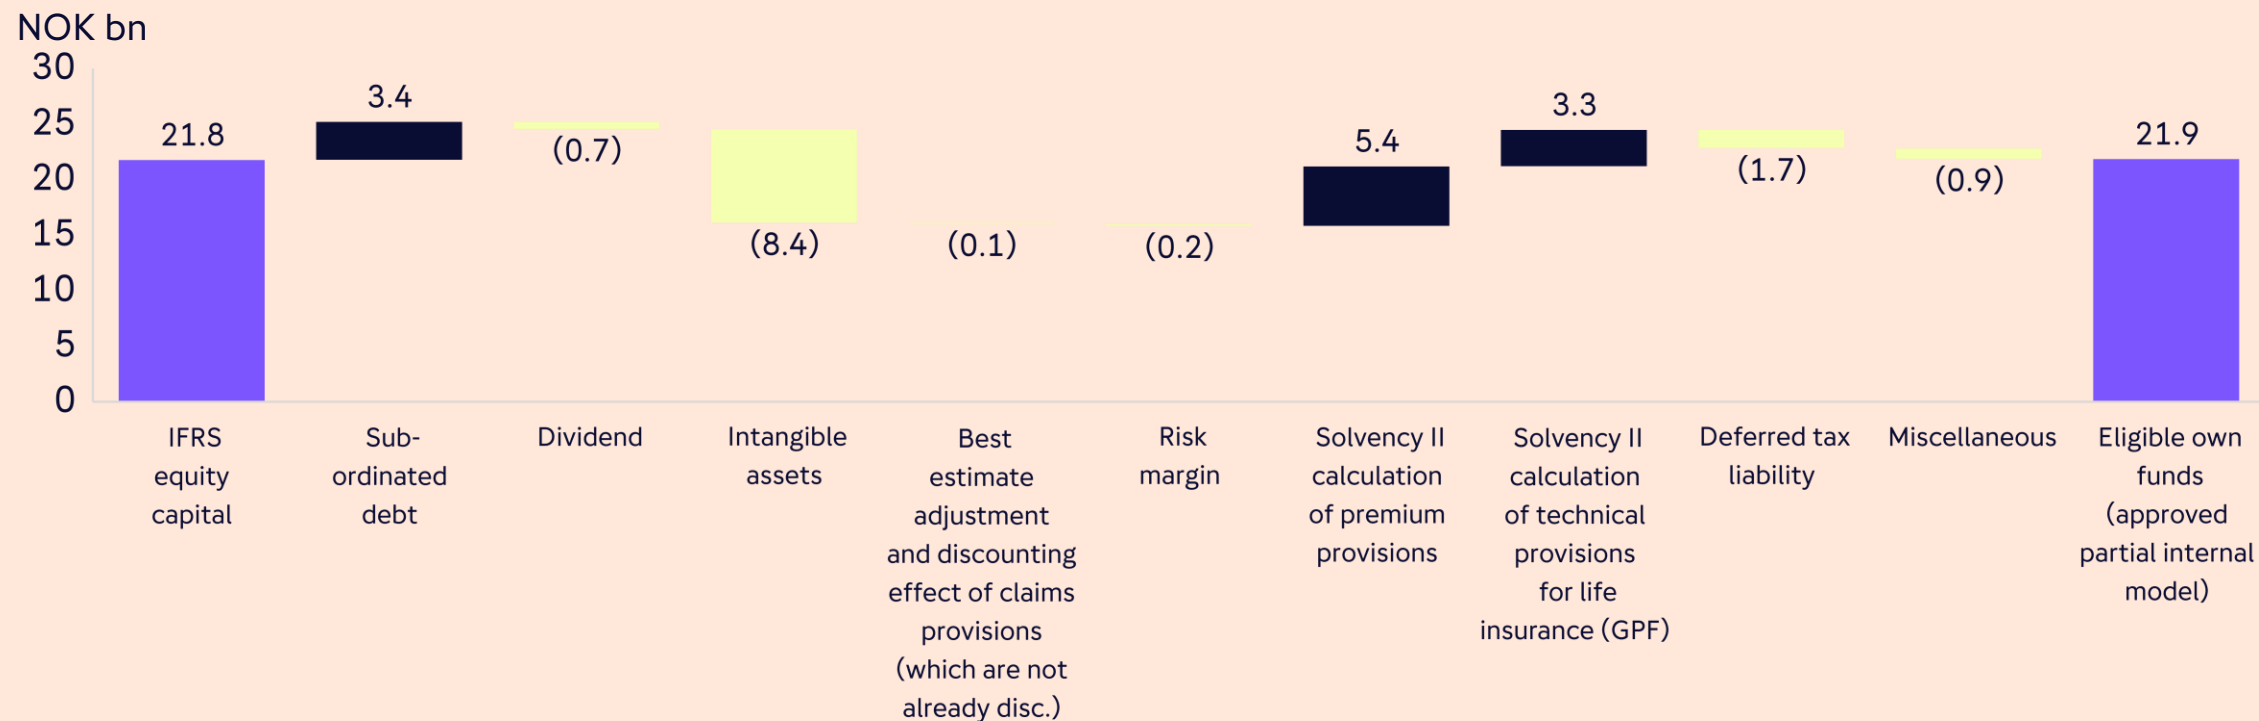 NOK bn
30
25
20
15
10
5
0
21.8
3.4
(0.7)
(8.4)
(0.1)
(0.2)
5.4
3.3
(1.7)
(0.9)
21.9
IFRS
equity
capital
Sub-
ordinated
debt
Dividend
Intangible
assets
Best
estimate
adjustment
and discounting
effect of claims
provisions
(which are not
already disc.)
Risk
margin
Solvency II
calculation
of premium
provisions
Solvency II
calculation
of technical
provisions
for life
insurance (GPF)
Deferred tax
liability
Miscellaneous
Eligible own
funds
(approved
partial internal
model)